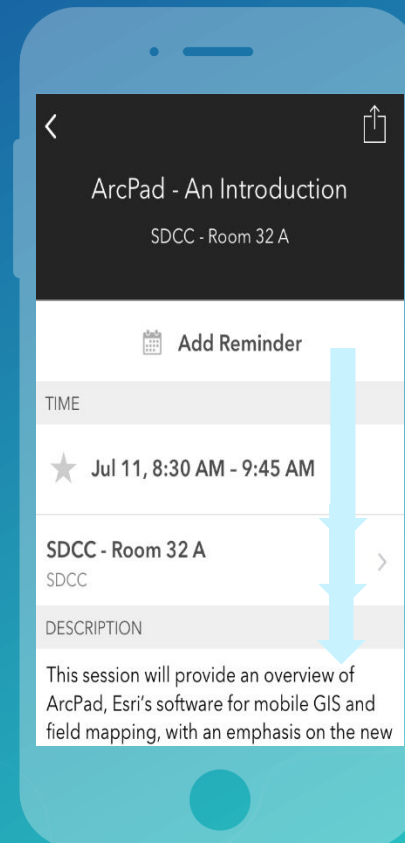 ArcPad - An Introduction
SDCC - Room 32 A
Add Reminder
TIME
Jul 11, 8:30 AM - 9:45 AM
SDCC - Room 32 A
SDCC
DESCRIPTION
This session will provide an overview of
ArcPad, Esri's software for mobile GIS and
field mapping, with an emphasis on the new